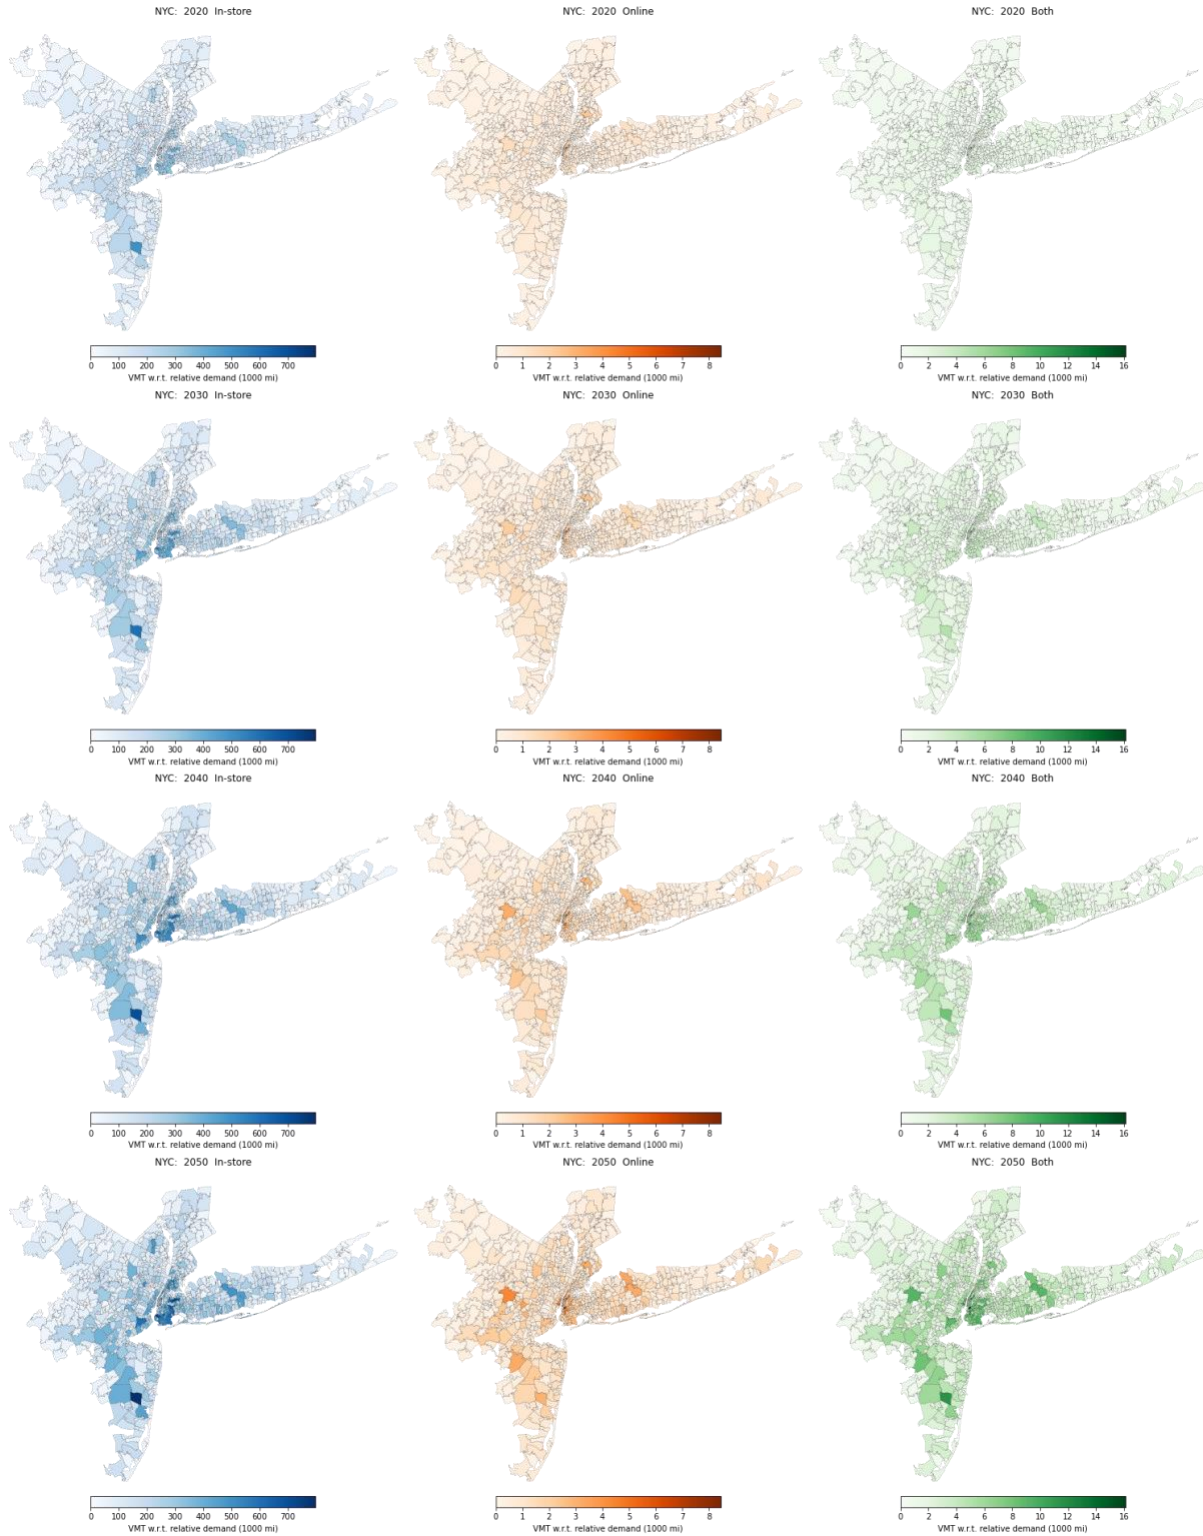 NYC: 2020 In-store
NYC: 2020 Online
NYC: 2020 Both
0 100 200 300 400 500 600 700
VMT w.r.t. relative demand (1000 mi)
0 1 2 3 4 5 6 7 8
VMT w.r.t. relative demand (1000 mi)
0 2 4 6 8 10 12 14 16
VMT w.r.t. relative demand (1000 mi)
NYC: 2030 In-store
NYC: 2030 Online
NYC: 2030 Both
0 100 200 300 400 500 600 700
VMT w.r.t. relative demand (1000 mi)
0 1 2 3 4 5 6 7 8
VMT w.r.t. relative demand (1000 mi)
0 2 4 6 8 10 12 14 16
VMT w.r.t. relative demand (1000 mi)
NYC: 2040 In-store
NYC: 2040 Online
NYC: 2040 Both
0 100 200 300 400 500 600 700
VMT w.r.t. relative demand (1000 mi)
0 1 2 3 4 5 6 7 8
VMT w.r.t. relative demand (1000 mi)
0 2 4 6 8 10 12 14 16
VMT w.r.t. relative demand (1000 mi)
NYC: 2050 In-store
NYC: 2050 Online
NYC: 2050 Both
0 100 200 300 400 500 600 700
VMT w.r.t. relative demand (1000 mi)
0 1 2 3 4 5 6 7 8
VMT w.r.t. relative demand (1000 mi)
0 2 4 6 8 10 12 14 16
VMT w.r.t. relative demand (1000 mi)